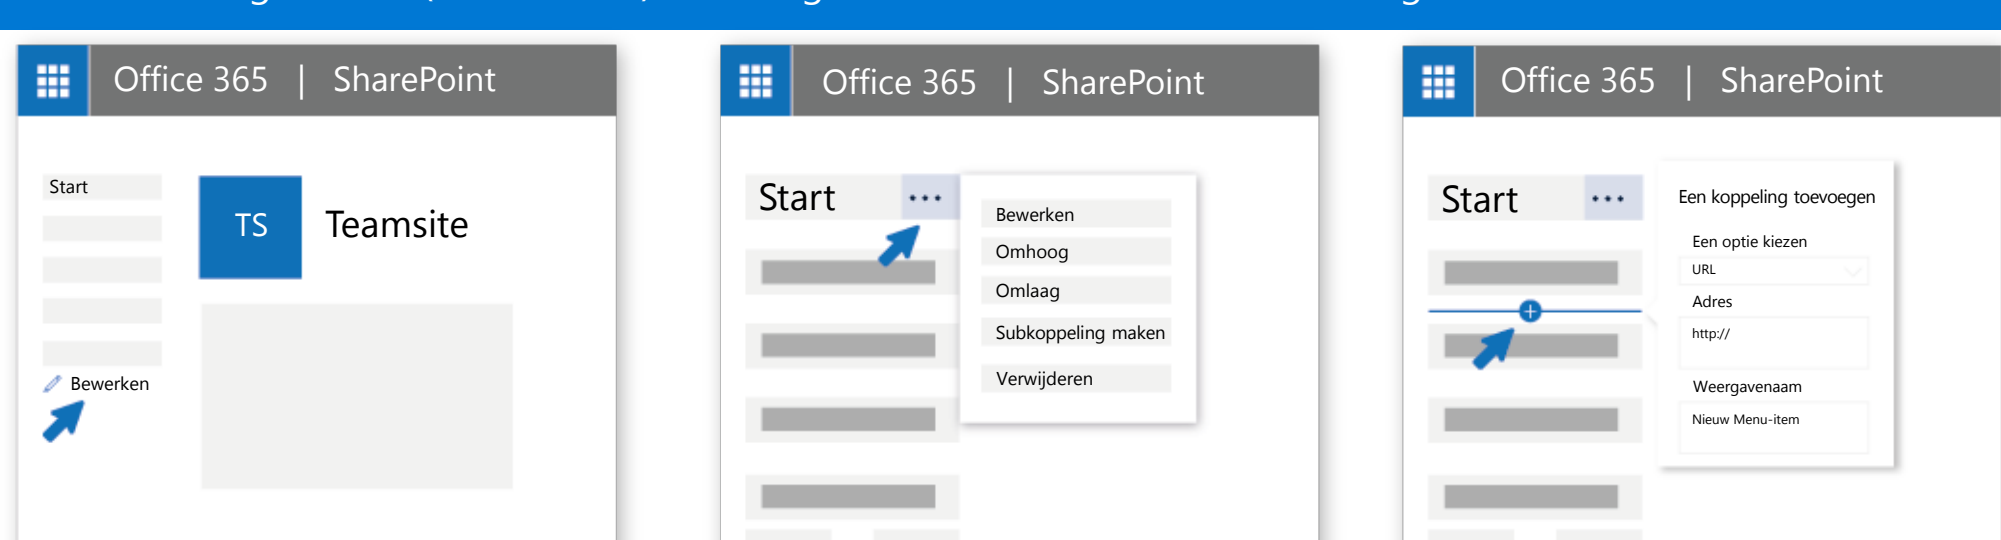 Office 365 | SharePoint
Start
TS
Teamsite
Bewerken
Office 365 | SharePoint
Start ...
Bewerken
Omhoog
Omlaag
Subkoppeling maken
Verwijderen
Office 365 | SharePoint
Start ...
Een koppeling toevoegen
Een optie kiezen
URL
Adres
http://
Weergavenaam
Nieuw Menu-item